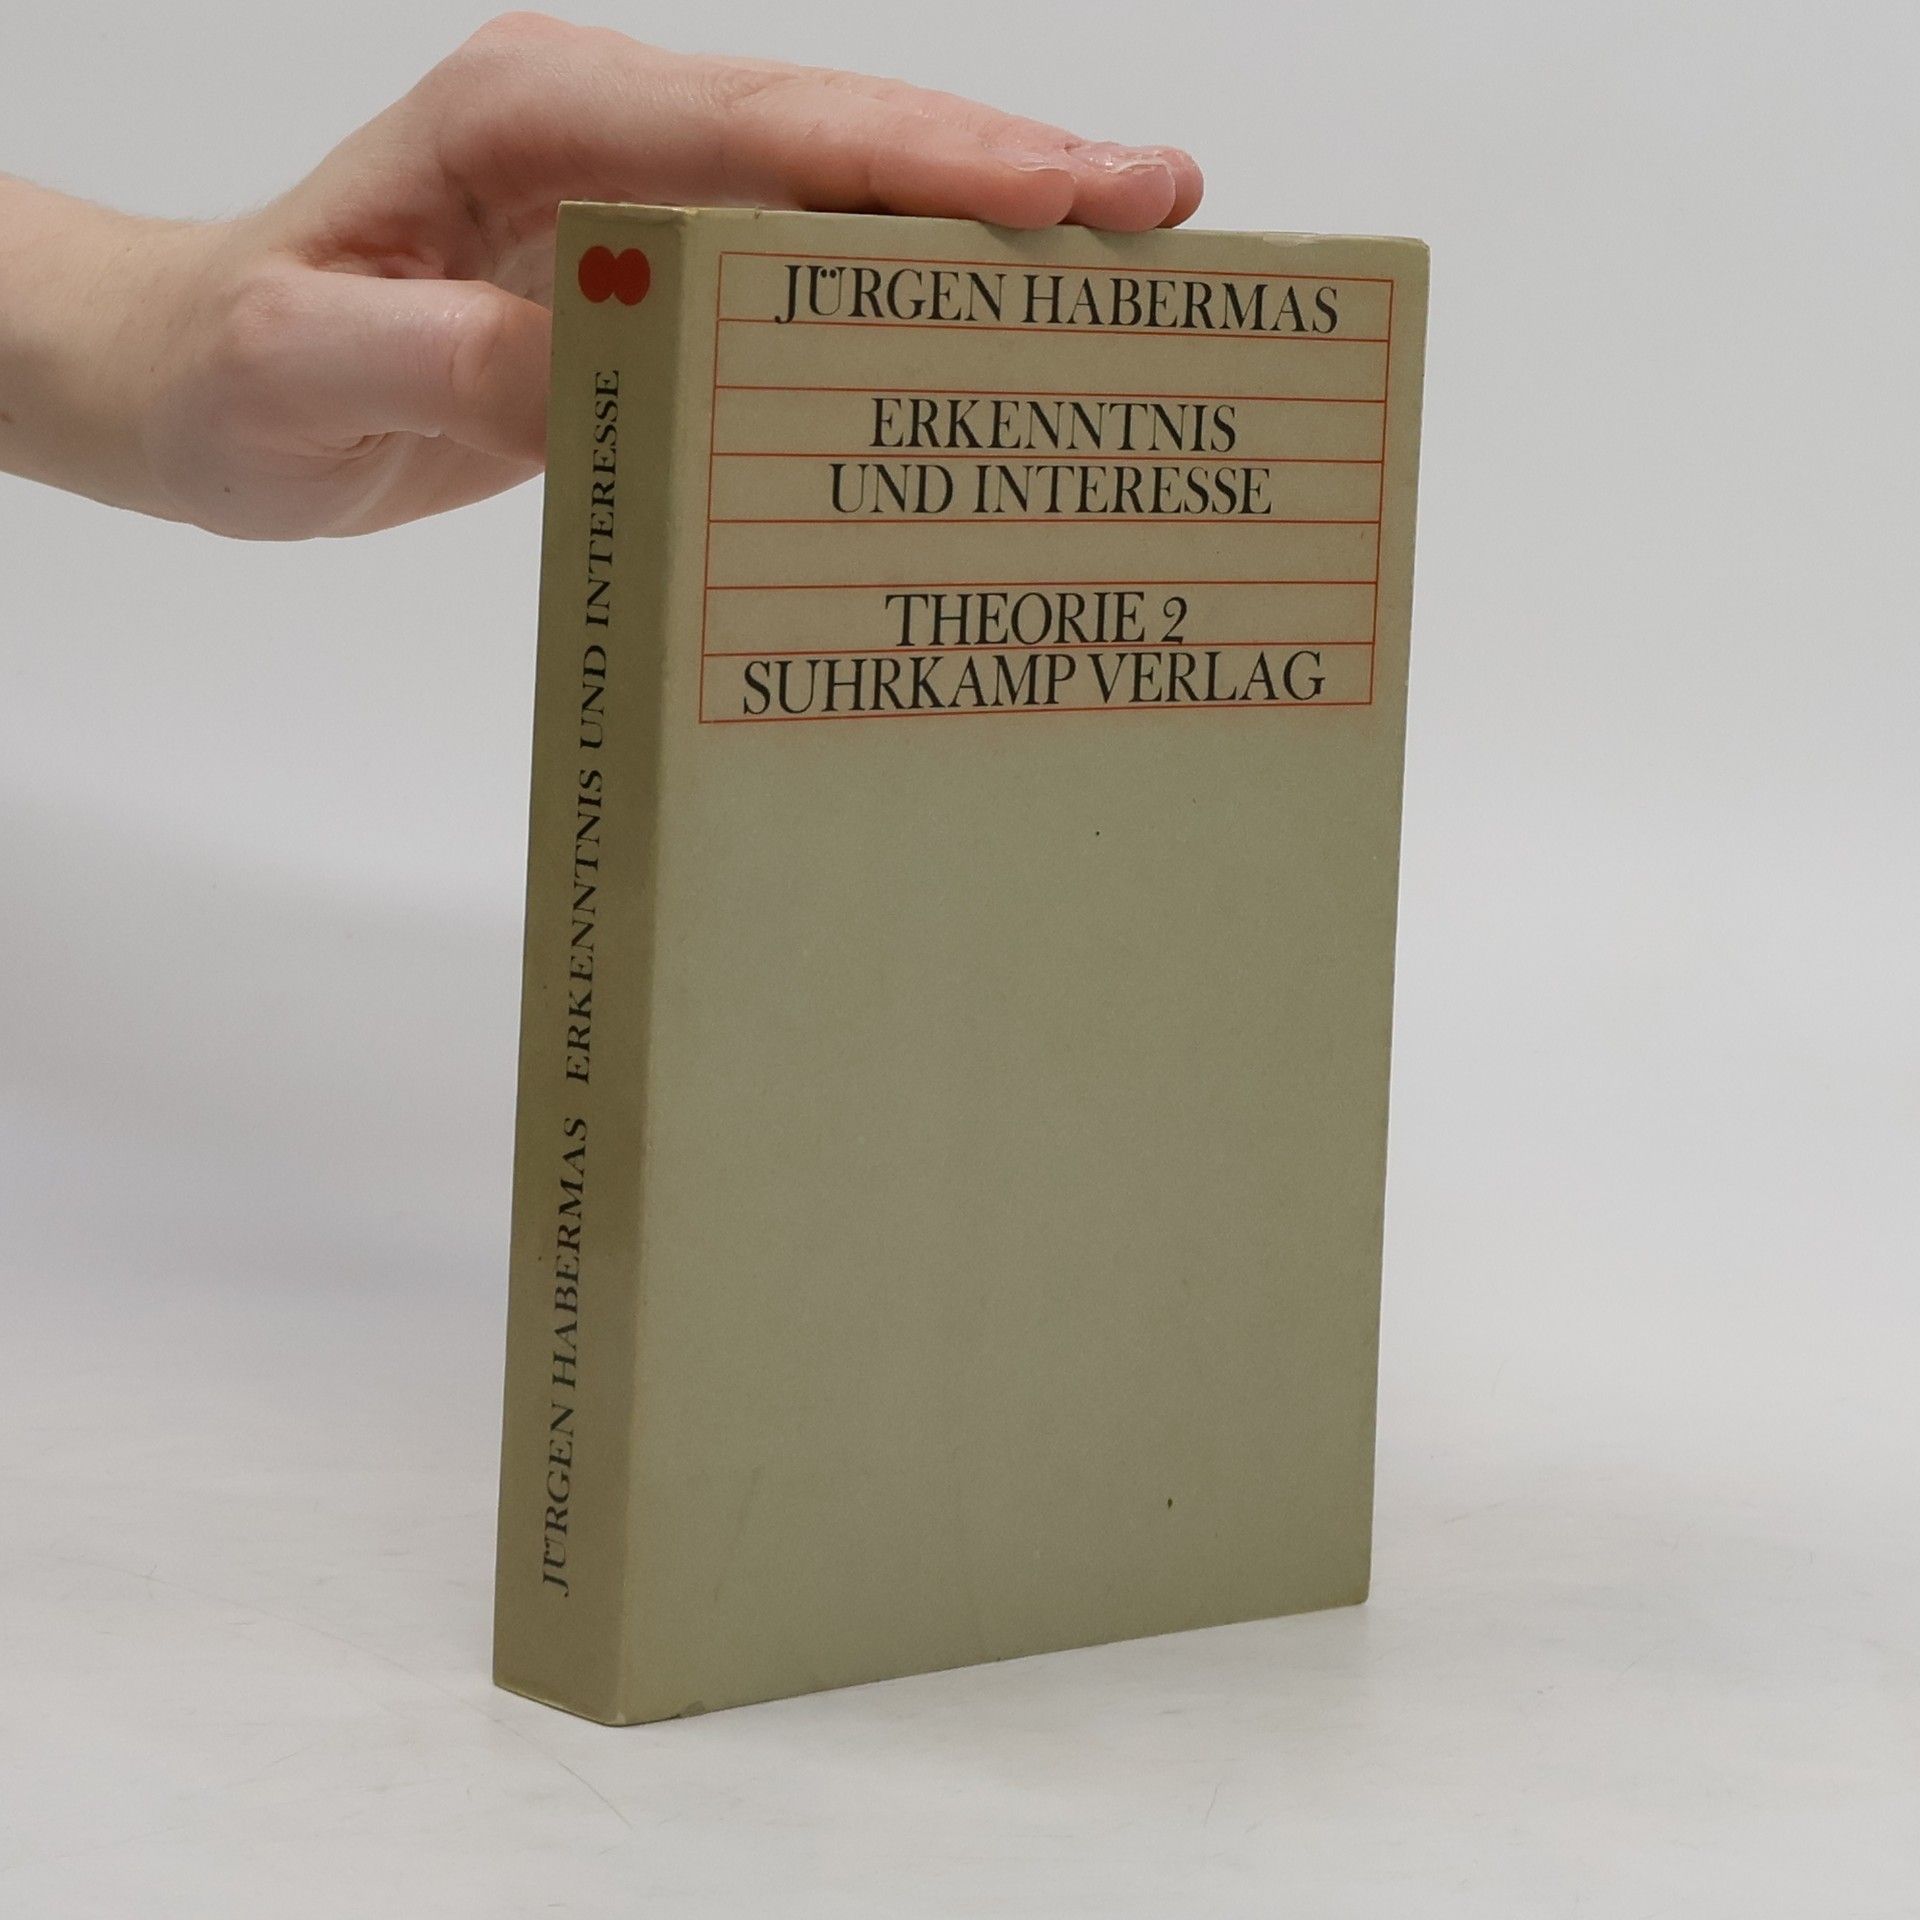 JÜRGEN HABERMAS
ERKENNTNIS
UND INTERESSE
THEORIE 2
SUHRKAMP VERLAG
JÜRGEN HABERMAS ERKENNTNIS UND INTERESSE